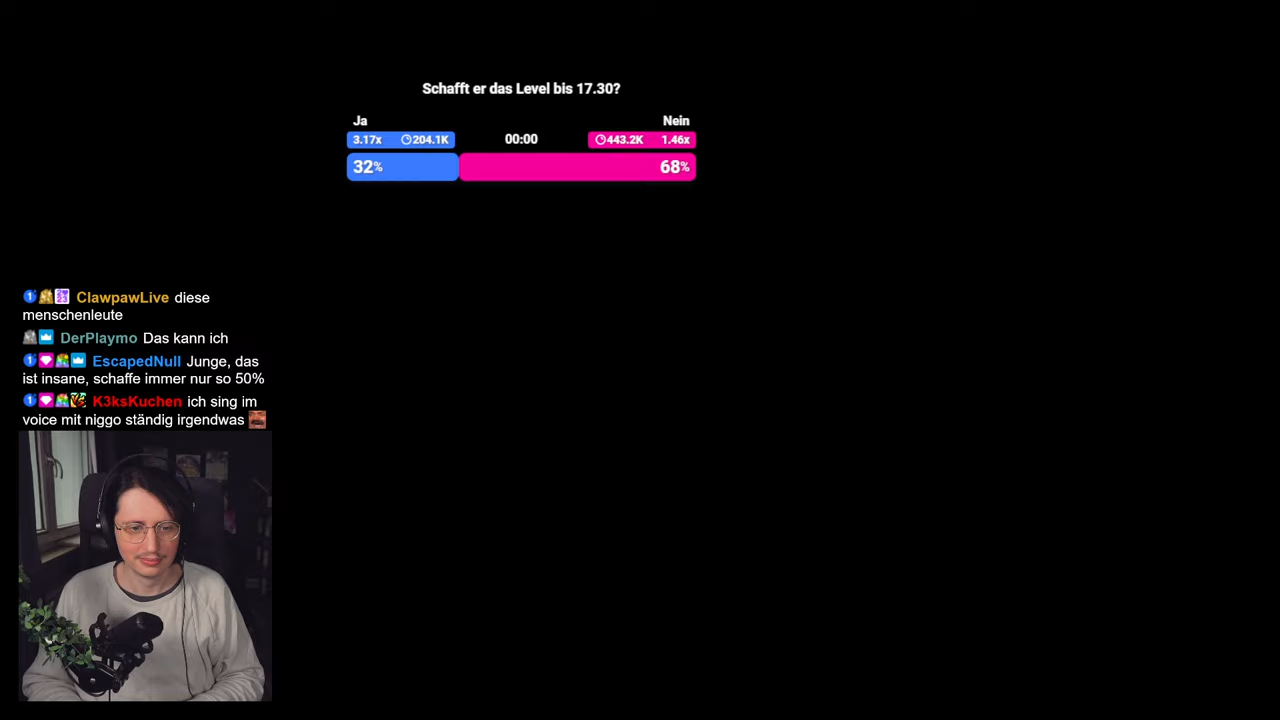 Schafft er das Level bis 17.30?
Ja
Nein
3.17x 204.1K
00:00
443.2K 1.46x
32%
68%
ClawpawLive diese
menschenleute
DerPlaymo Das kann ich
EscapedNull Junge, das
ist insane, schaffe immer nur so 50%
K3ksKuchen ich sing im
voice mit niggo ständig irgendwas